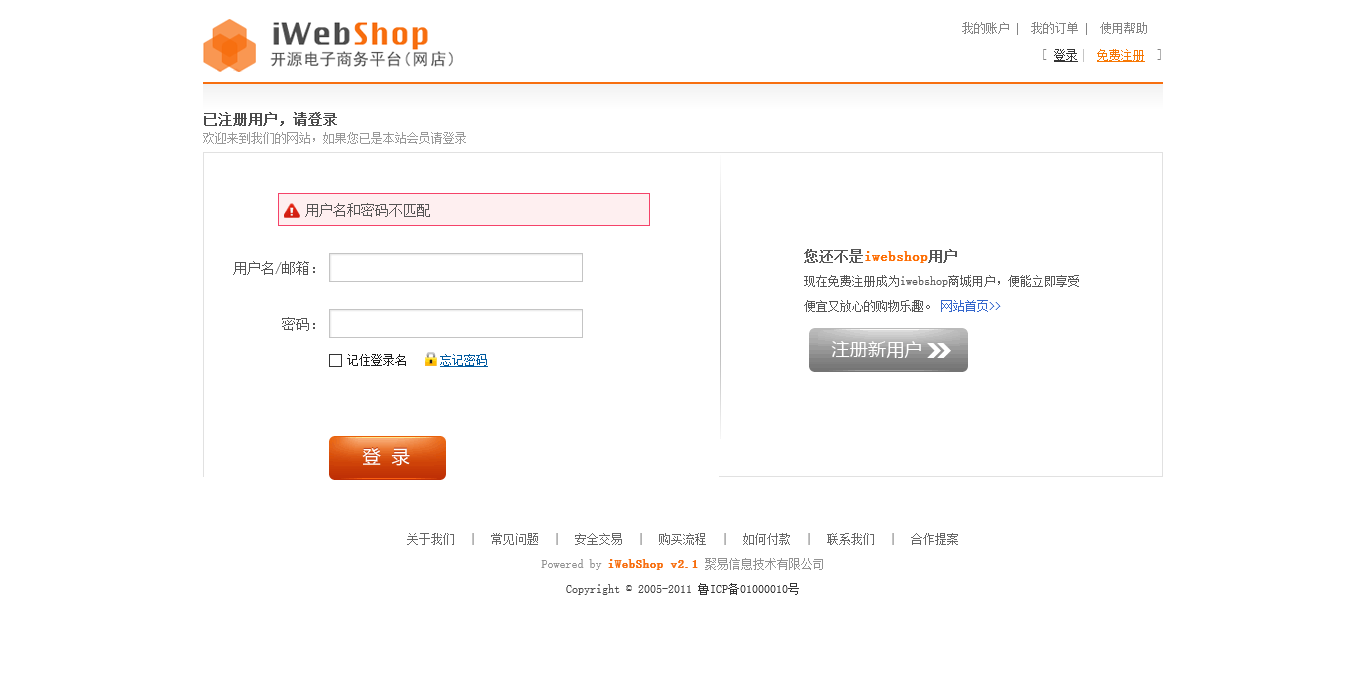 iWebShop
开源电子商务平台(网店)
我的账户 | 我的订单 | 使用帮助
[ 登录 | 免费注册 ]
已注册用户，请登录
欢迎来到我们的网站，如果您已是本站会员请登录
用户名和密码不匹配
用户名/邮箱：
密码：
记住登录名 忘记密码
登 录
您还不是iwebshop用户
现在免费注册成为iwebshop商城用户，便能立即享受
便宜又放心的购物乐趣。 网站首页>>
注册新用户
关于我们 | 常见问题 | 安全交易 | 购买流程 | 如何付款 | 联系我们 | 合作提案
Powered by iWebShop v2.1 聚易信息技术有限公司
Copyright © 2005-2011 鲁ICP备01000010号